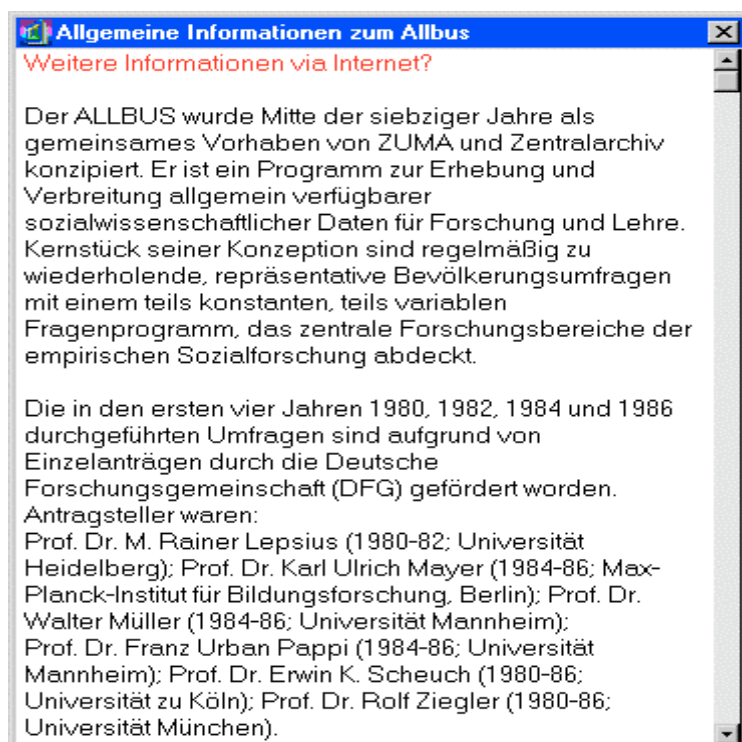 Allgemeine Informationen zum Allbus
Weitere Informationen via Internet?
Der ALLBUS wurde Mitte der siebziger Jahre als
gemeinsames Vorhaben von ZUMA und Zentralarchiv
konzipiert. Er ist ein Programm zur Erhebung und
Verbreitung allgemein verfügbarer
sozialwissenschaftlicher Daten für Forschung und Lehre.
Kernstück seiner Konzeption sind regelmäßig zu
wiederholende, repräsentative Bevölkerungsumfragen
mit einem teils konstanten, teils variablen
Fragenprogramm, das zentrale Forschungsbereiche der
empirischen Sozialforschung abdeckt.
Die in den ersten vier Jahren 1980, 1982, 1984 und 1986
durchgeführten Umfragen sind aufgrund von
Einzelanträgen durch die Deutsche
Forschungsgemeinschaft (DFG) gefördert worden.
Antragsteller waren:
Prof. Dr. M. Rainer Lepsius (1980-82; Universität
Heidelberg); Prof. Dr. Karl Ulrich Mayer (1984-86; Max-
Planck-Institut für Bildungsforschung, Berlin); Prof. Dr.
Walter Müller (1984-86; Universität Mannheim);
Prof. Dr. Franz Urban Pappi (1984-86; Universität
Mannheim); Prof. Dr. Erwin K. Scheuch (1980-86;
Universität zu Köln); Prof. Dr. Rolf Ziegler (1980-86;
Universität München).